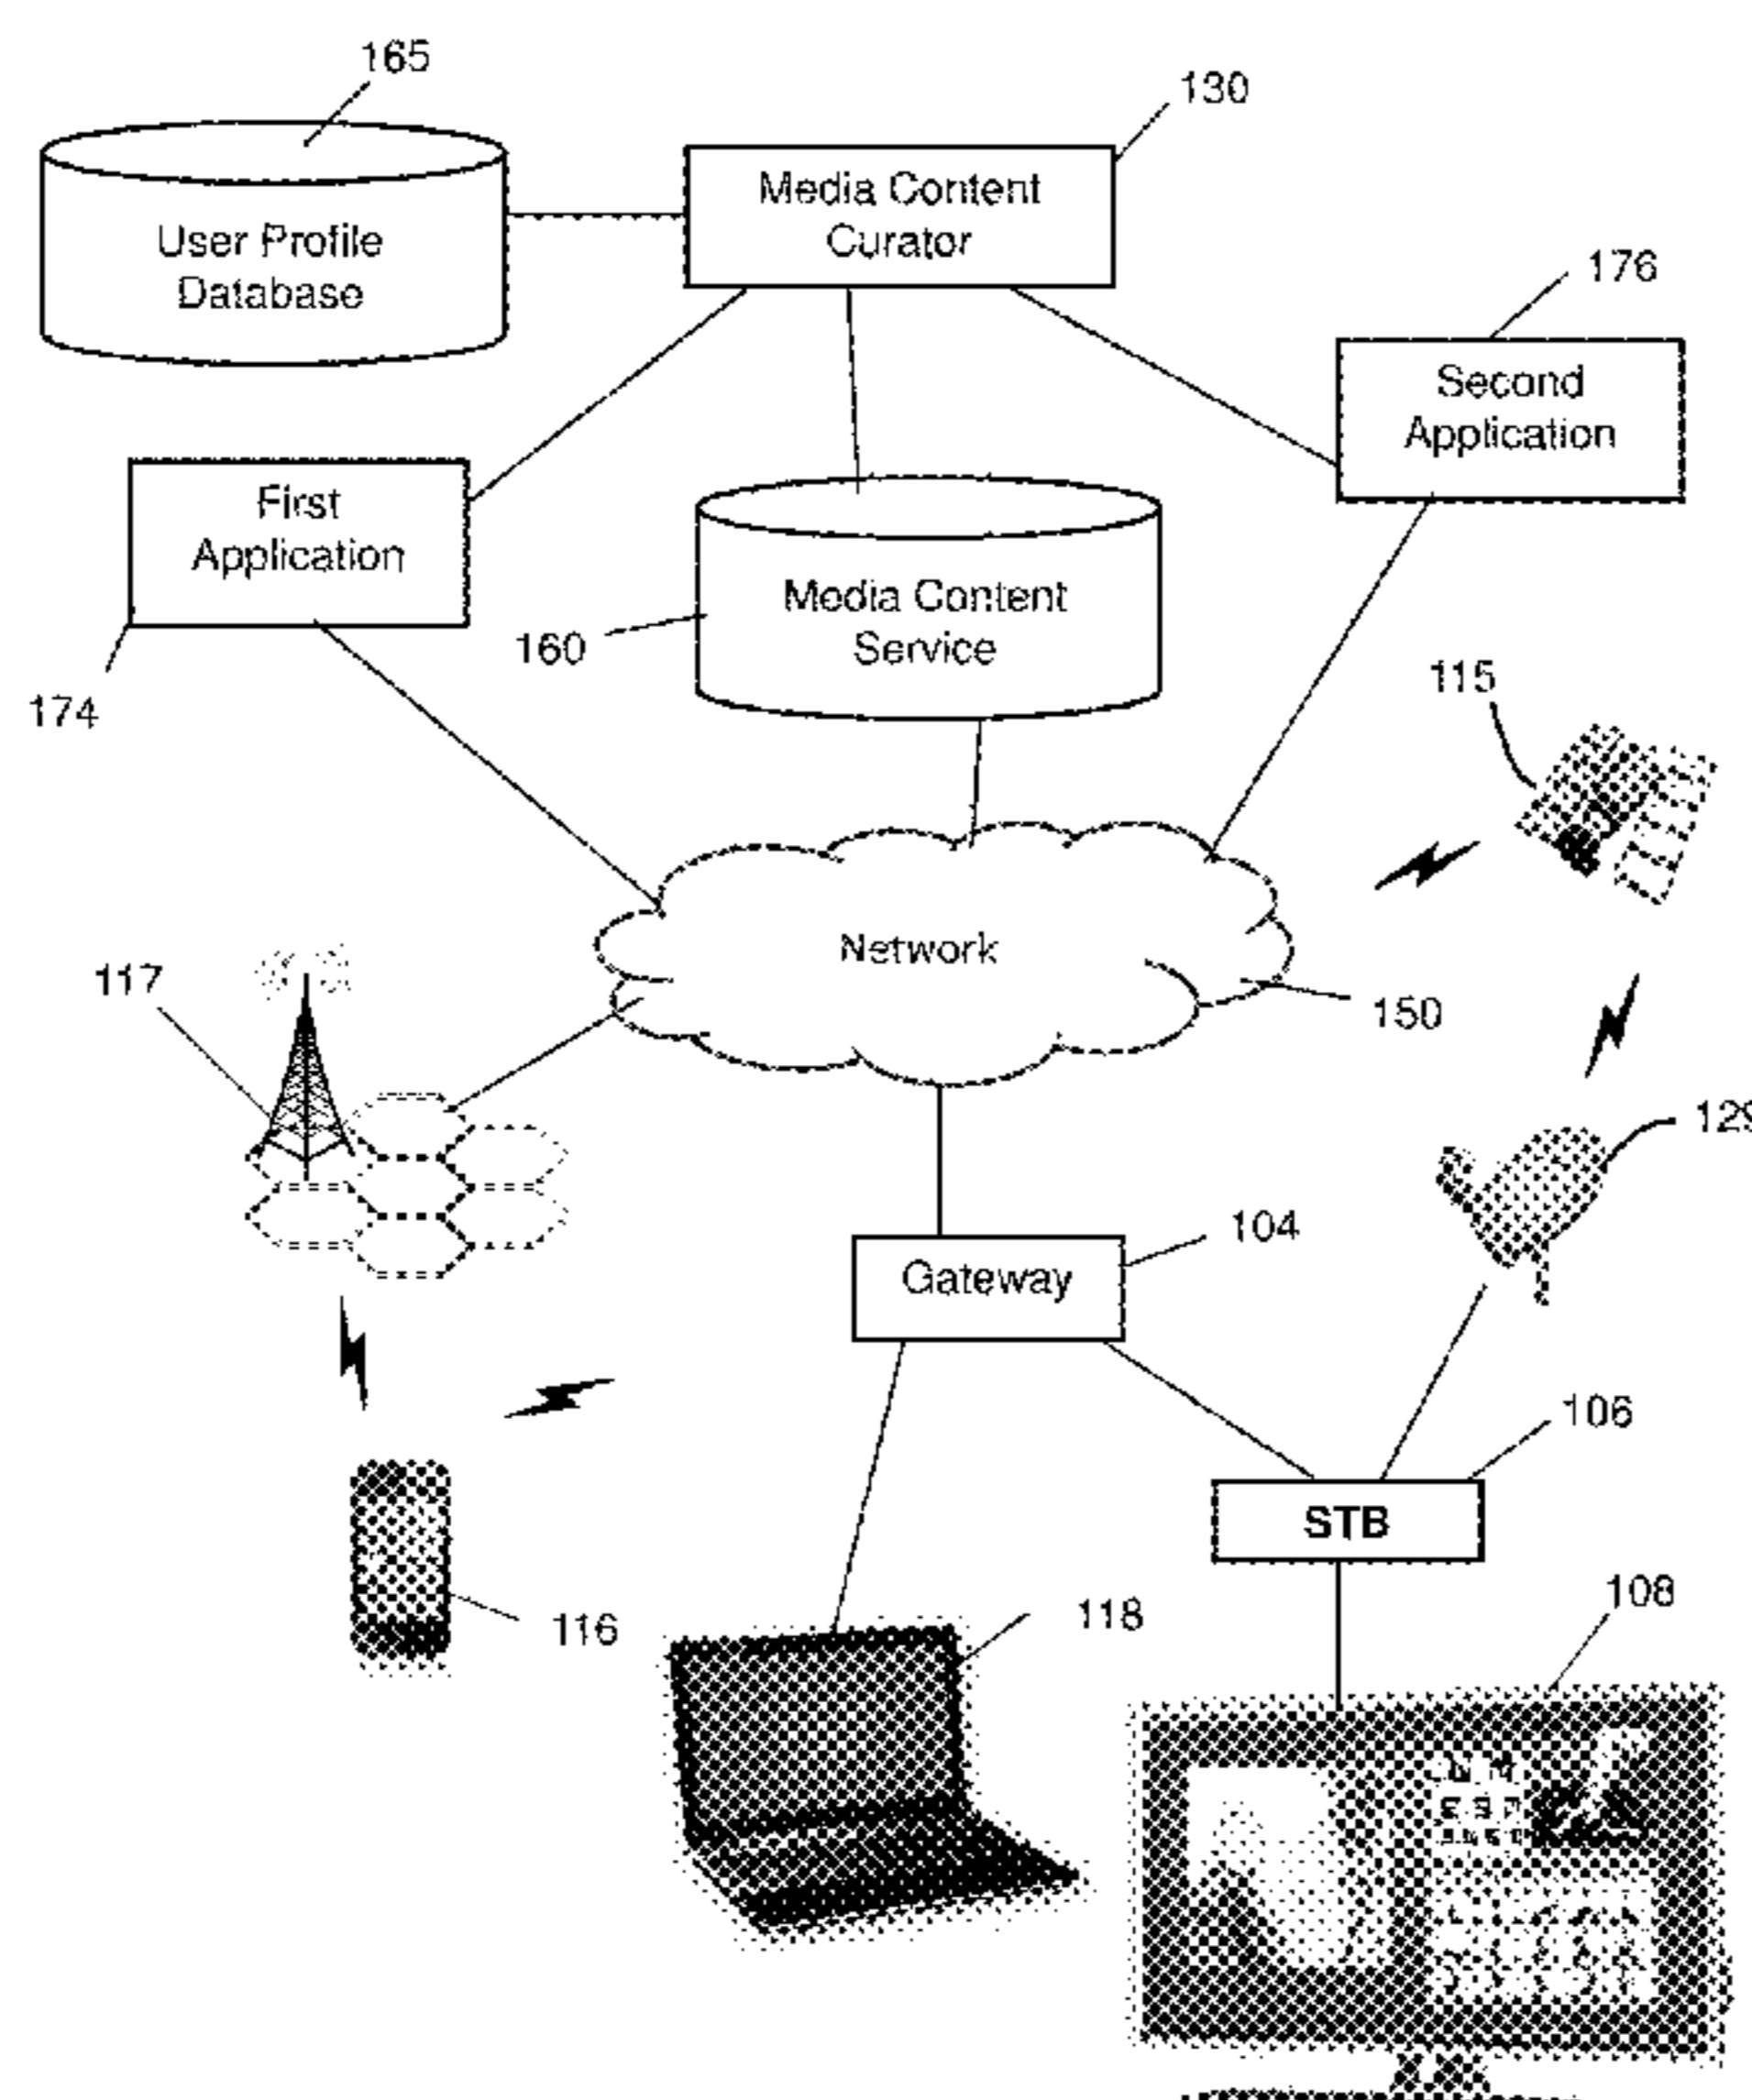 165
130
Media Content
Curator
User Profile
Database
176
Second
Application
First
Application
174
Media Content
Service
160
115
Network
150
117
129
Gateway
104
106
STB
116
118
108